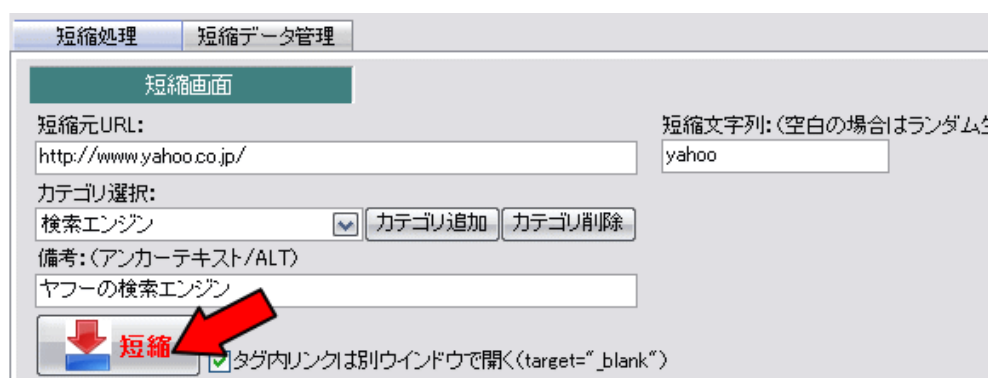 短縮処理 短縮データ管理
短縮画面
短縮元URL: 短縮文字列:(空白の場合はランダム
http://www.yahoo.co.jp/ yahoo
カテゴリ選択:
検索エンジン カテゴリ追加 カテゴリ削除
備考:(アンカーテキスト/ALT)
ヤフーの検索エンジン
短縮
タグ内リンクは別ウインドウで開く(target="_blank")